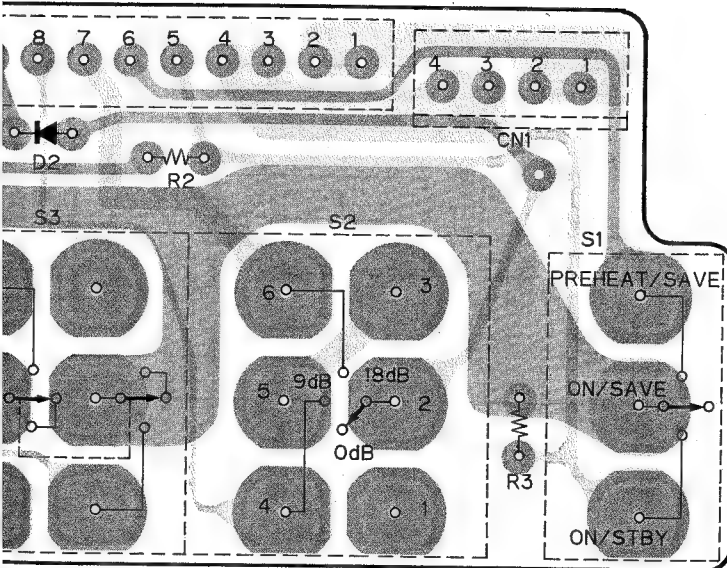 8 7 6 5 4 3 2 1
4 3 2 1
D2
CN1
R2
S3
S2
S1
6 3
PREHEAT/SAVE
5 9dB 18dB 2
ON/SAVE
0dB
R3
4 1
ON/STBY